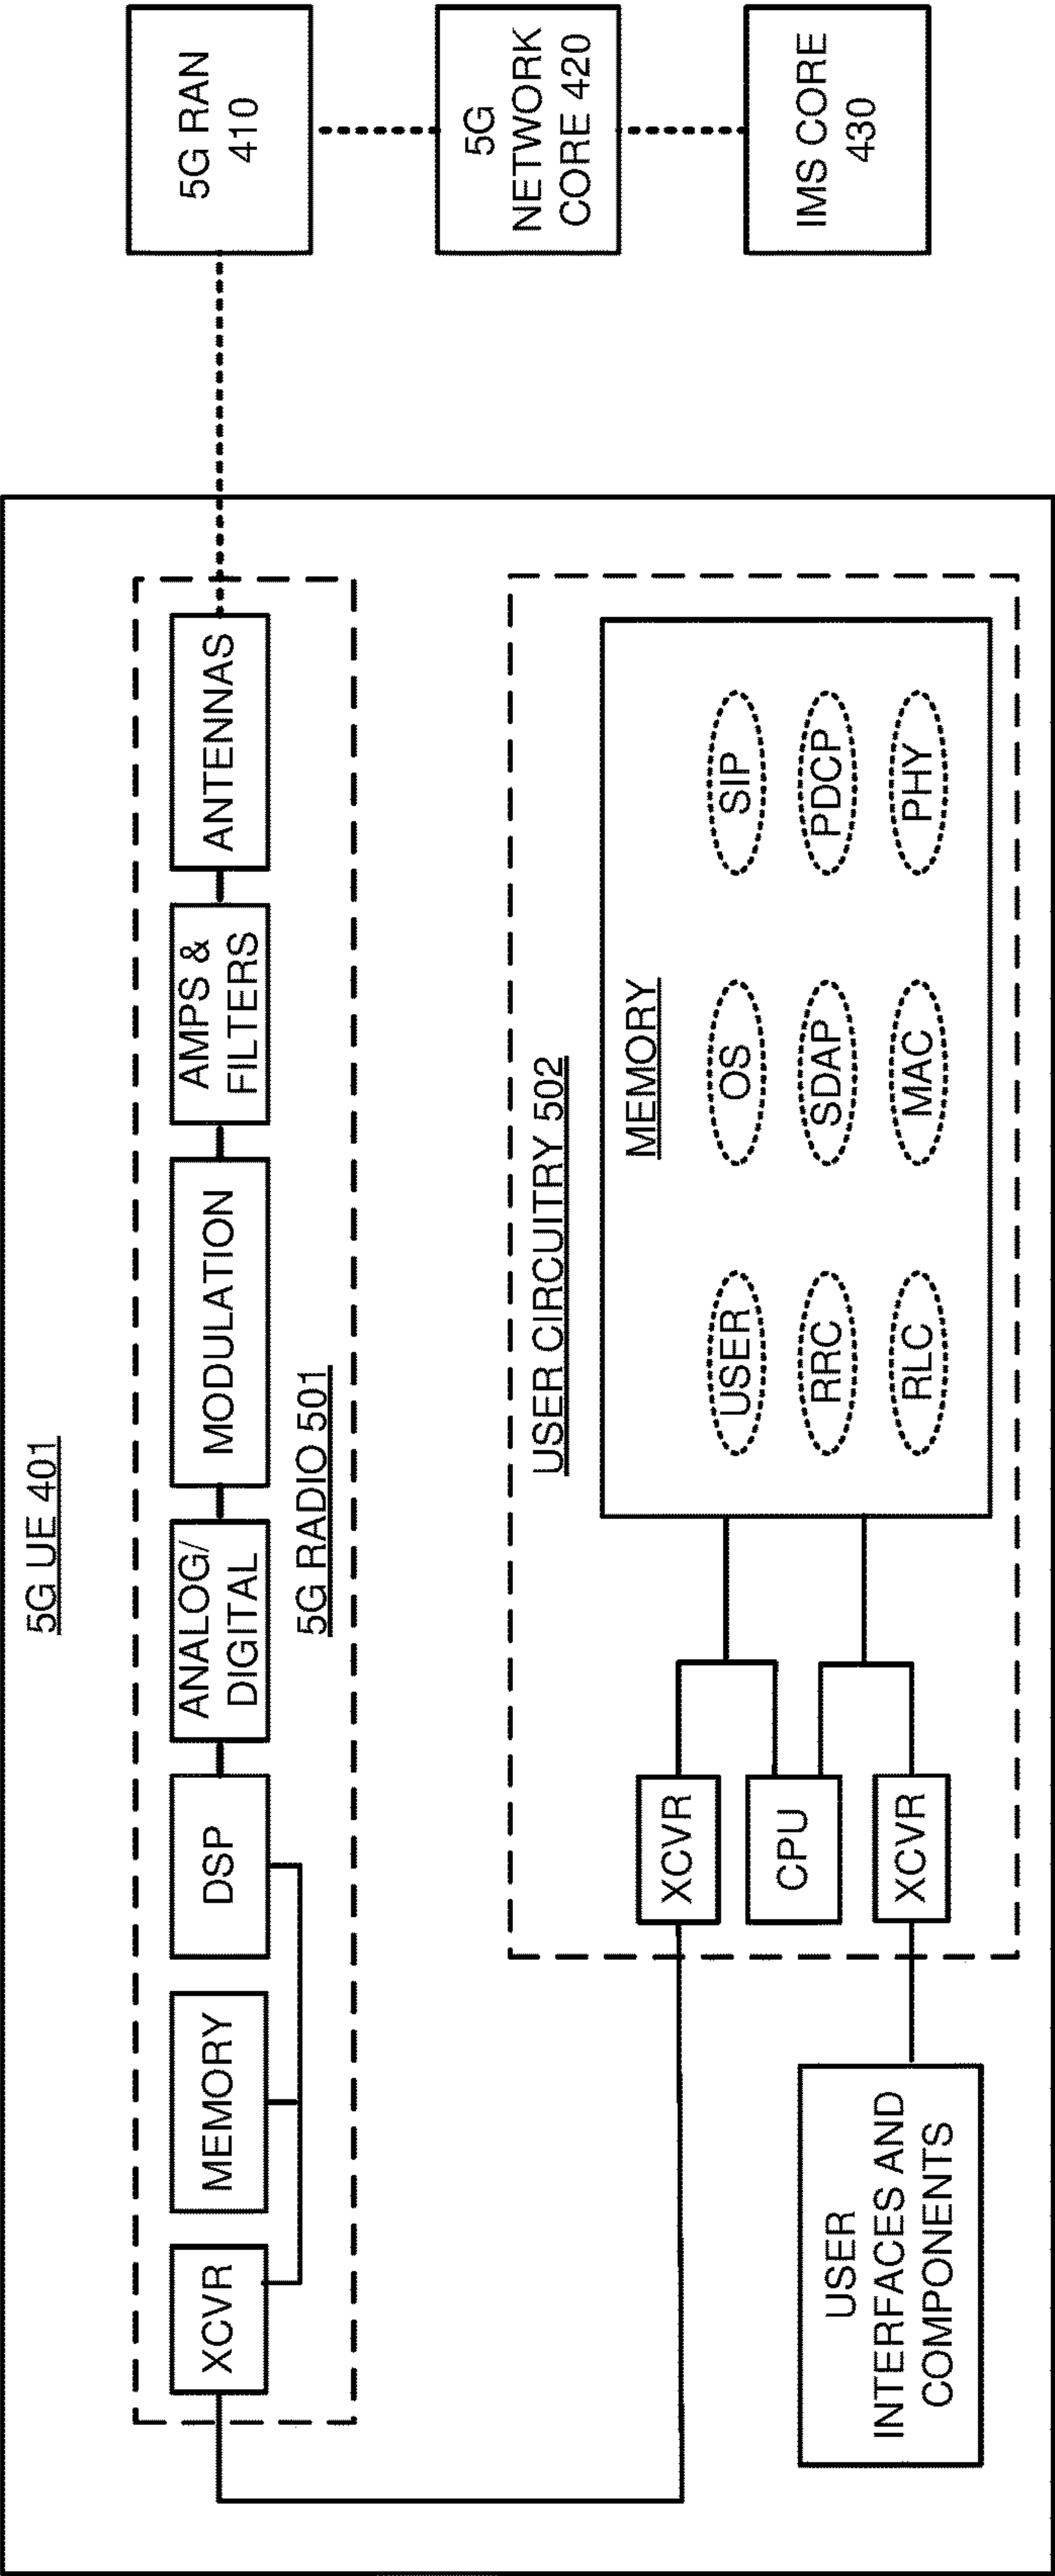 5G UE 401
XCVR
MEMORY
DSP
ANALOG/
DIGITAL
MODULATION
AMPS &
FILTERS
ANTENNAS
5G RADIO 501
5G RAN
410
5G
NETWORK
CORE 420
IMS CORE
430
USER CIRCUITRY 502
XCVR
CPU
XCVR
MEMORY
USER
OS
SIP
RRC
SDAP
PDCP
RLC
MAC
PHY
USER
INTERFACES AND
COMPONENTS